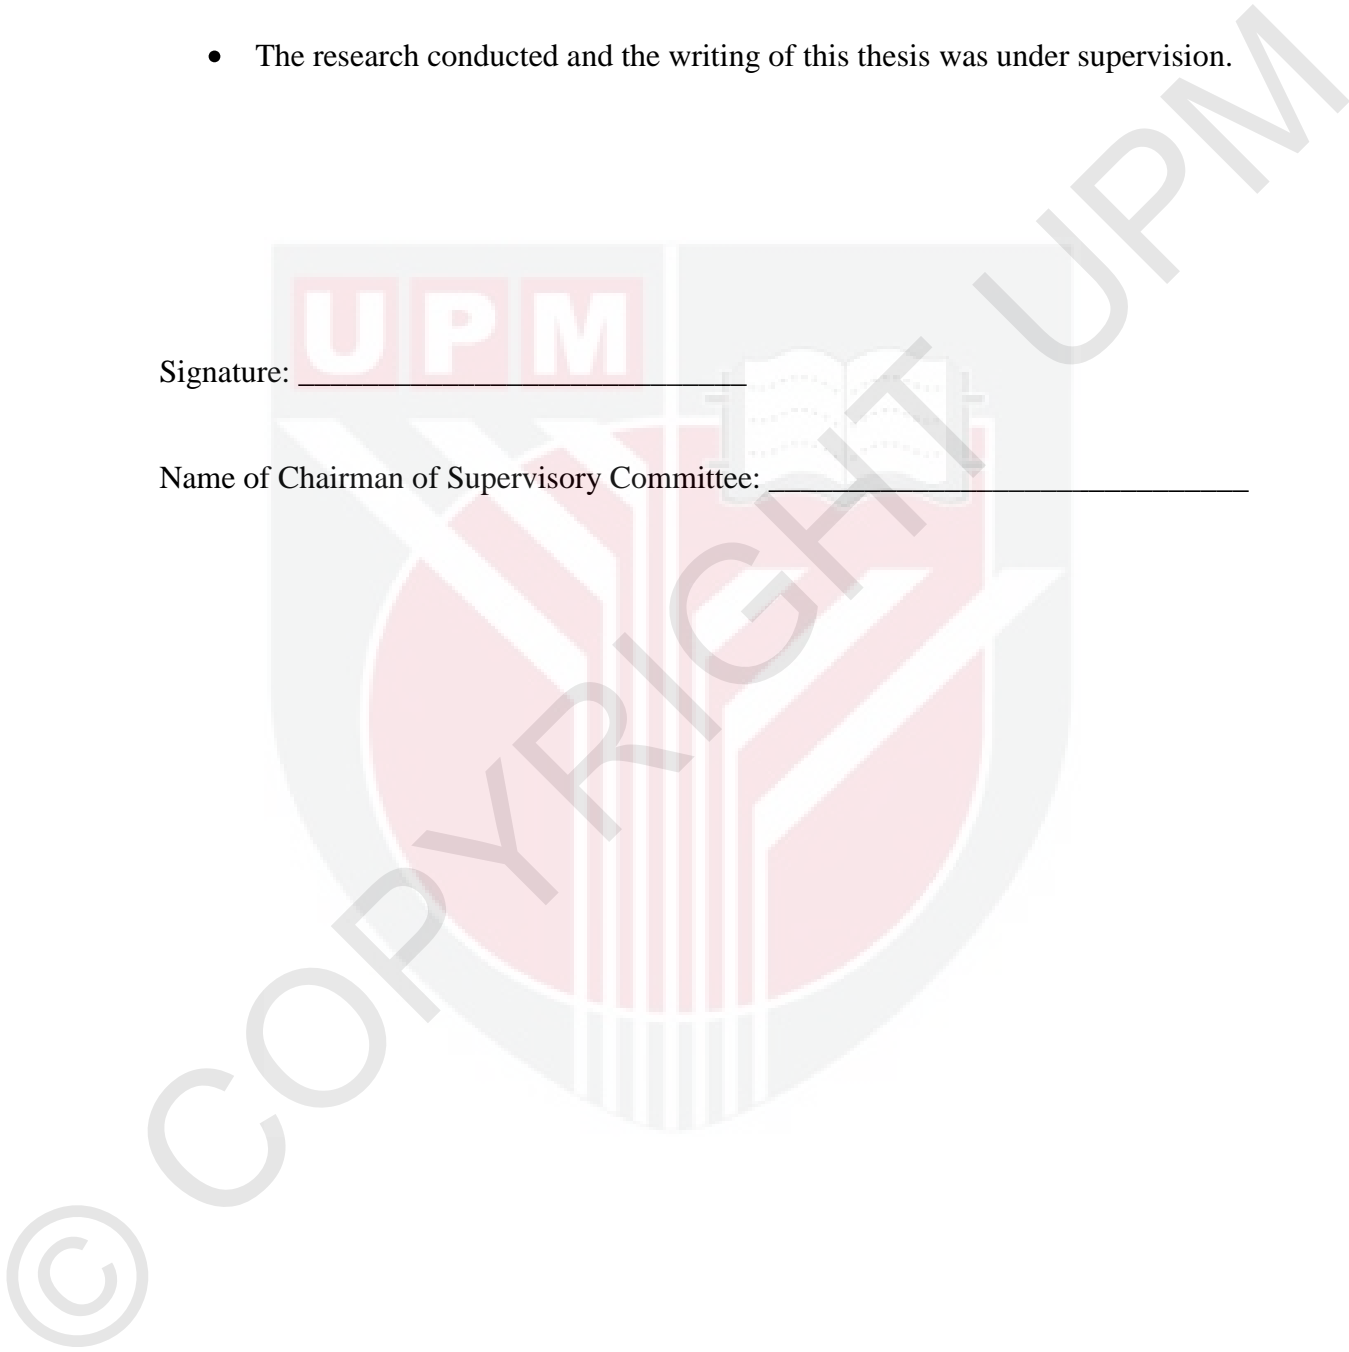 • The research conducted and the writing of this thesis was under supervision.
UPM
Signature: ____________________________
Name of Chairman of Supervisory Committee: ______________________________
© COPYRIGHT UPM